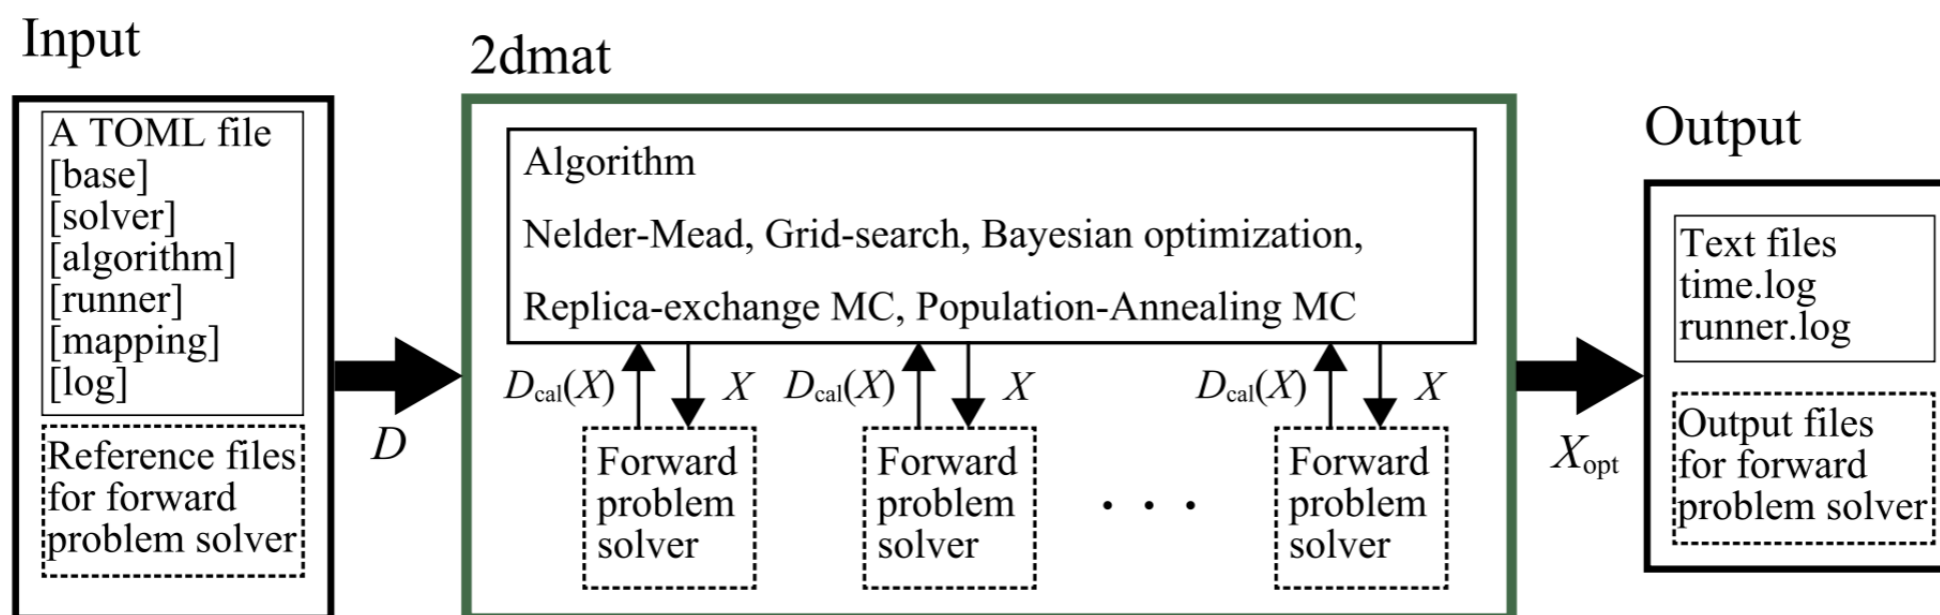 Input
A TOML file
[base]
[solver]
[algorithm]
[runner]
[mapping]
[log]
Reference files
for forward
problem solver
D
2dmat
Algorithm
Nelder-Mead, Grid-search, Bayesian optimization,
Replica-exchange MC, Population-Annealing MC
Dcal(X) X Dcal(X) X Dcal(X) X
Forward
problem
solver
Forward
problem
solver
. . .
Forward
problem
solver
Xopt
Output
Text files
time.log
runner.log
Output files
for forward
problem solver